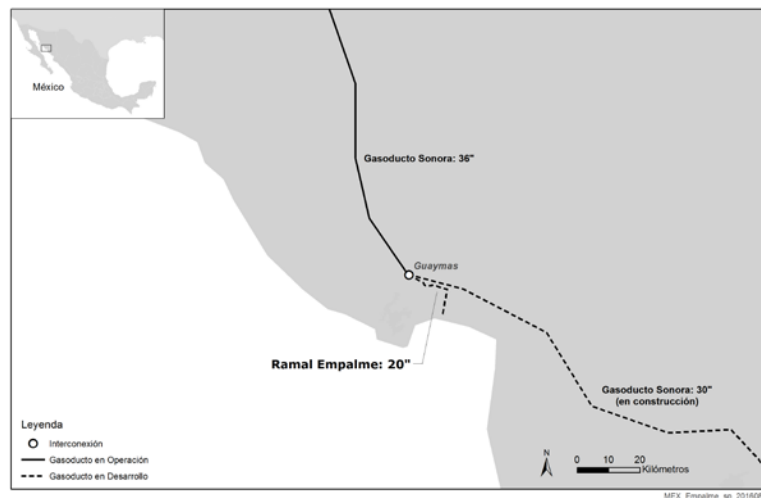 México
Gasoducto Sonora: 36"
Guaymas
Ramal Empalme: 20"
Gasoducto Sonora: 30"
(en construcción)
Leyenda
Interconexión
Gasoducto en Operación
Gasoducto en Desarrollo
N
0 10 20
Kilómetros